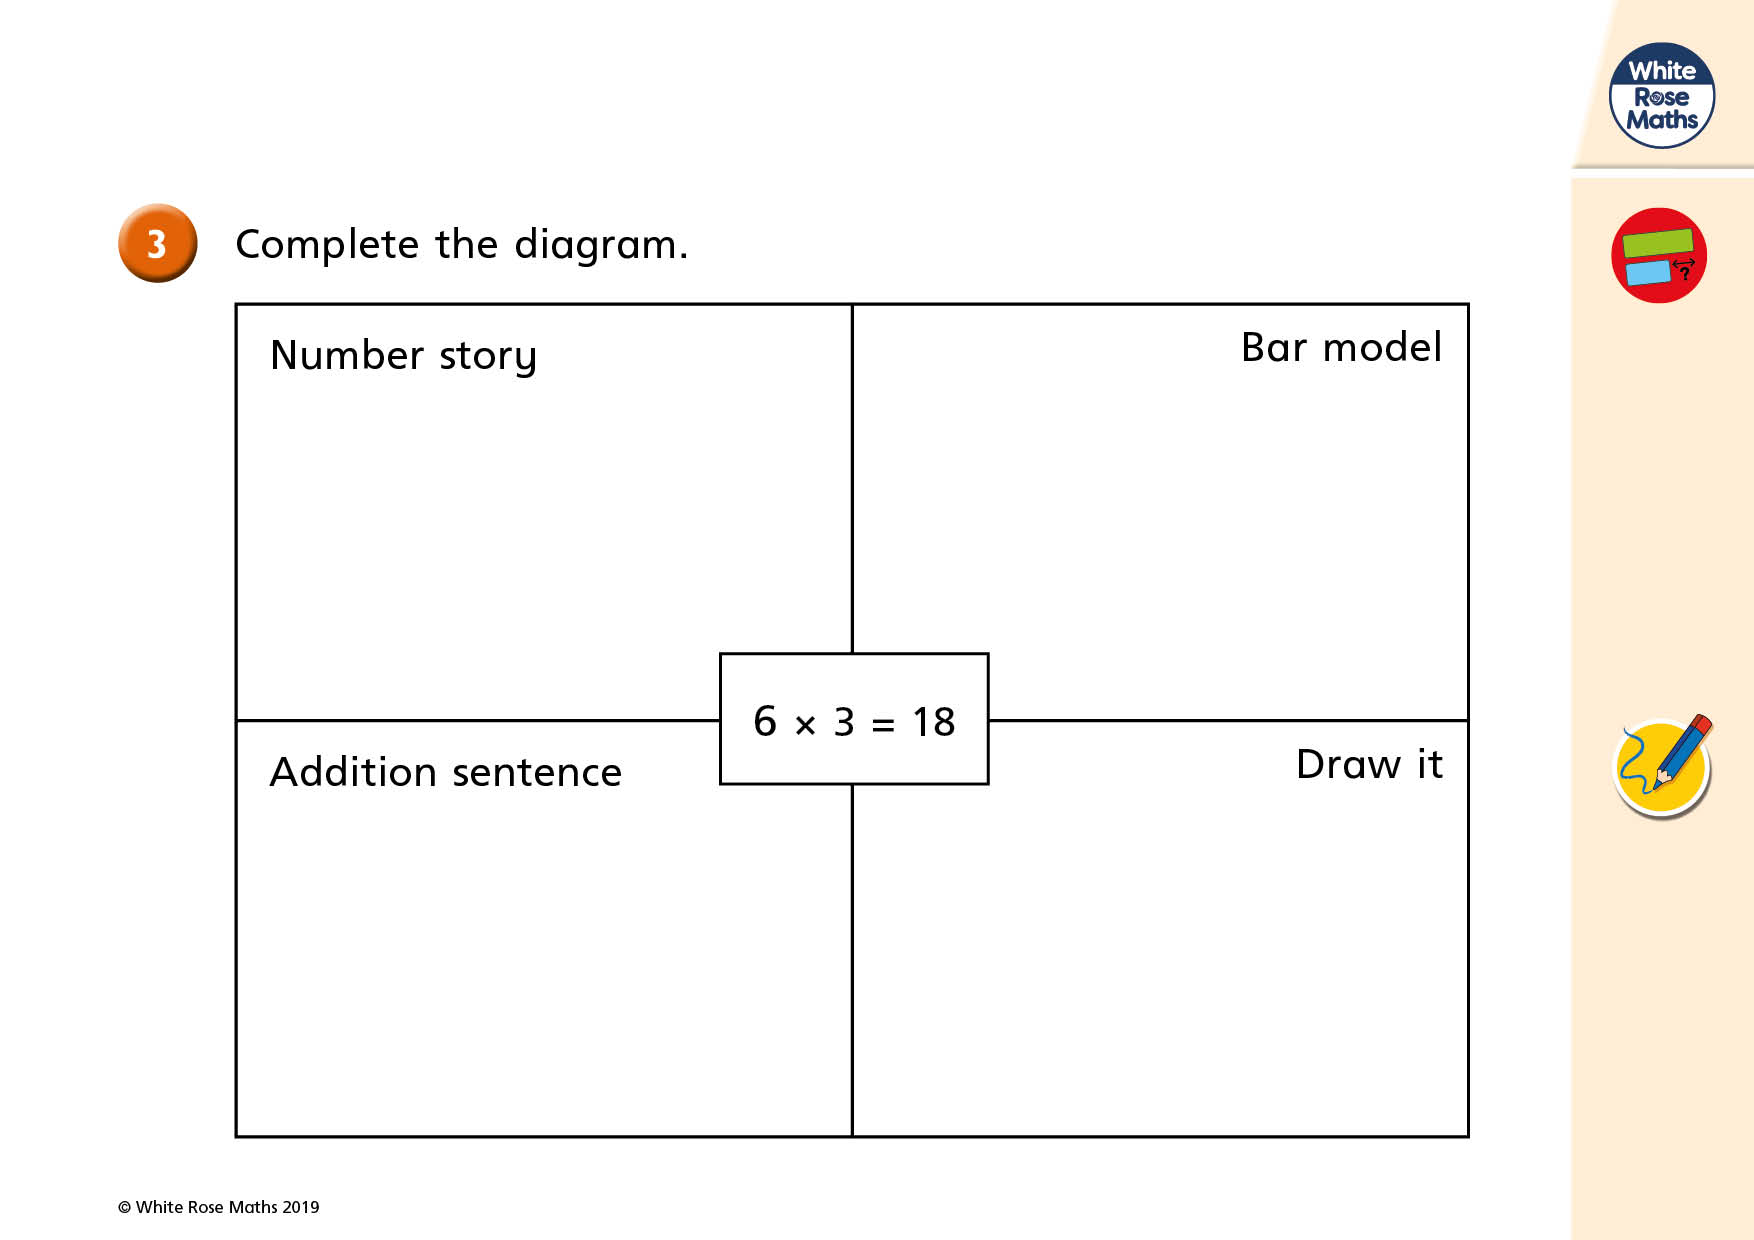 White
Rose
Maths
3 Complete the diagram.
Number story
Bar model
6 × 3 = 18
Addition sentence
Draw it
?
© White Rose Maths 2019